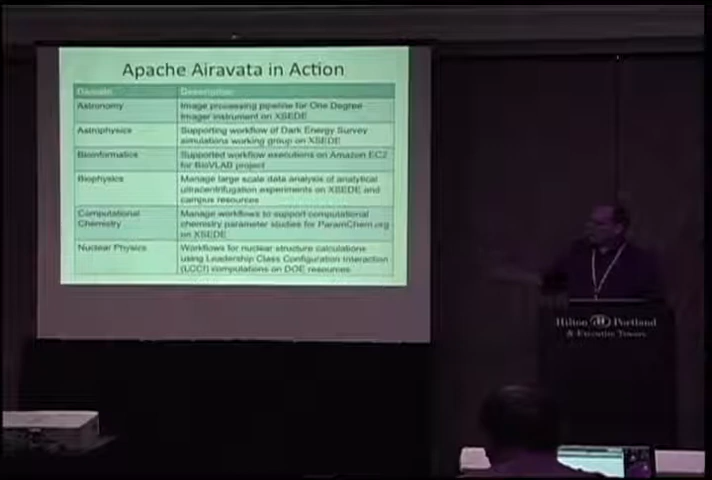 Apache Airavata in Action
Domain Description
Astronomy Image processing pipeline for One Degree
Imager instrument on XSEDE
Astrophysics Supporting workflow of Dark Energy Survey
simulations working group on XSEDE
Bioinformatics Supported workflow executions on Amazon EC2
for BioVLAB project
Biophysics Manage large scale data analysis of analytical
ultracentrifugation experiments on XSEDE and
campus resources
Computational Manage workflows to support computational
Chemistry chemistry parameter studies for ParamChem.org
on XSEDE
Nuclear Physics Workflows for nuclear structure calculations
using Leadership Class Configuration Interaction
(LCCI) computations on DOE resources
Hilton H Portland
& Executive Tower